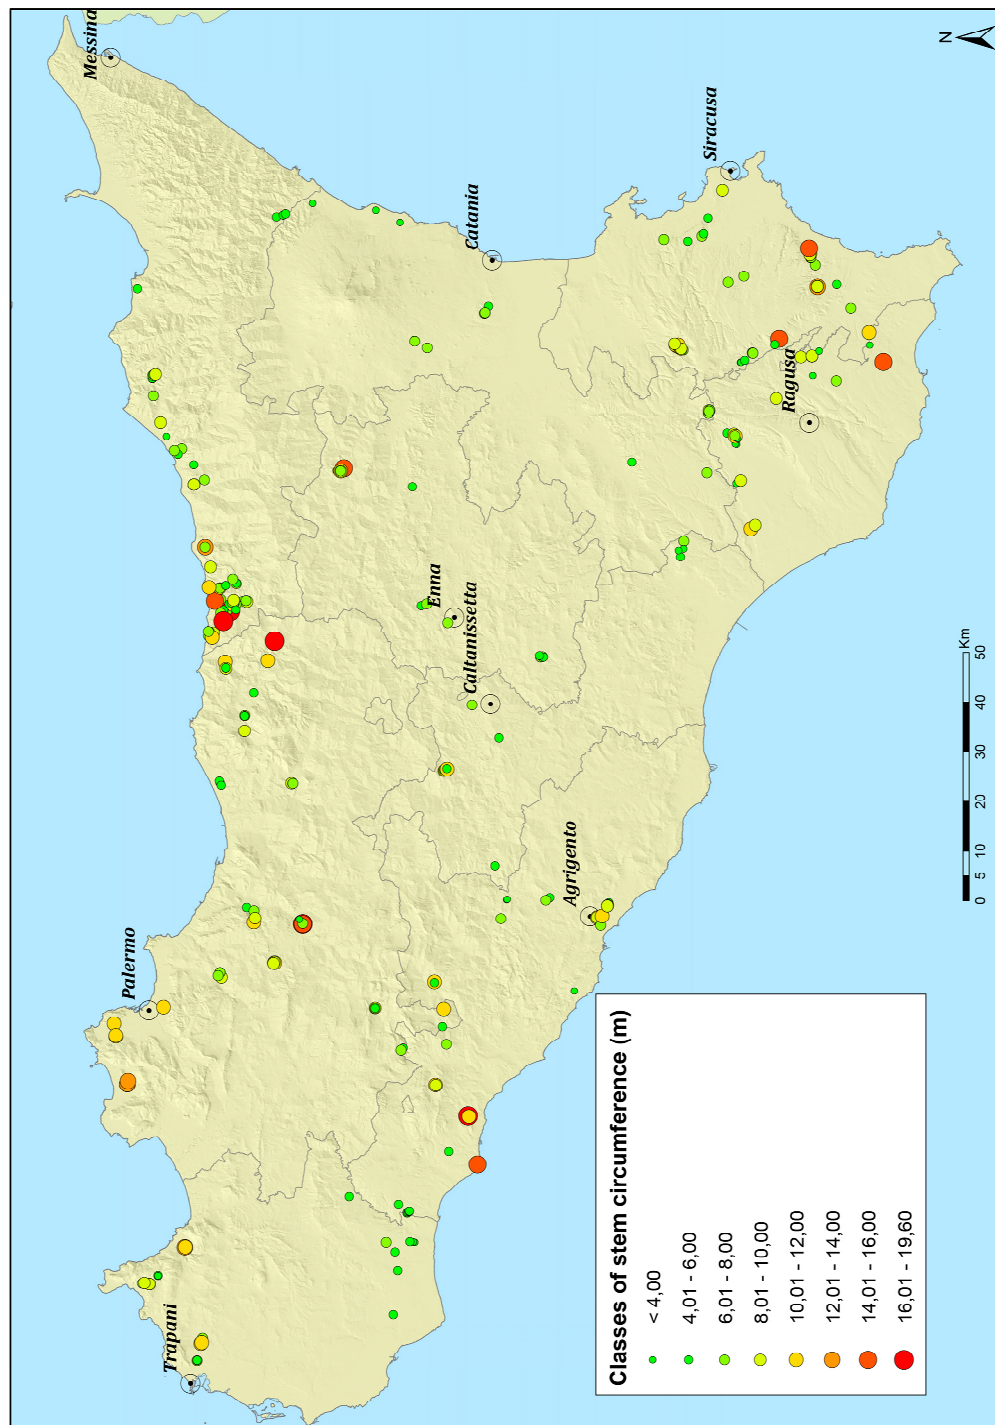 Messina
N
Siracusa
Catania
Ragusa
Enna
Caltanissetta
Agrigento
Palermo
Trapani
0 5 10 20 30 40 50
Km
Classes of stem circumference (m)
< 4,00
4,01 - 6,00
6,01 - 8,00
8,01 - 10,00
10,01 - 12,00
12,01 - 14,00
14,01 - 16,00
16,01 - 19,60